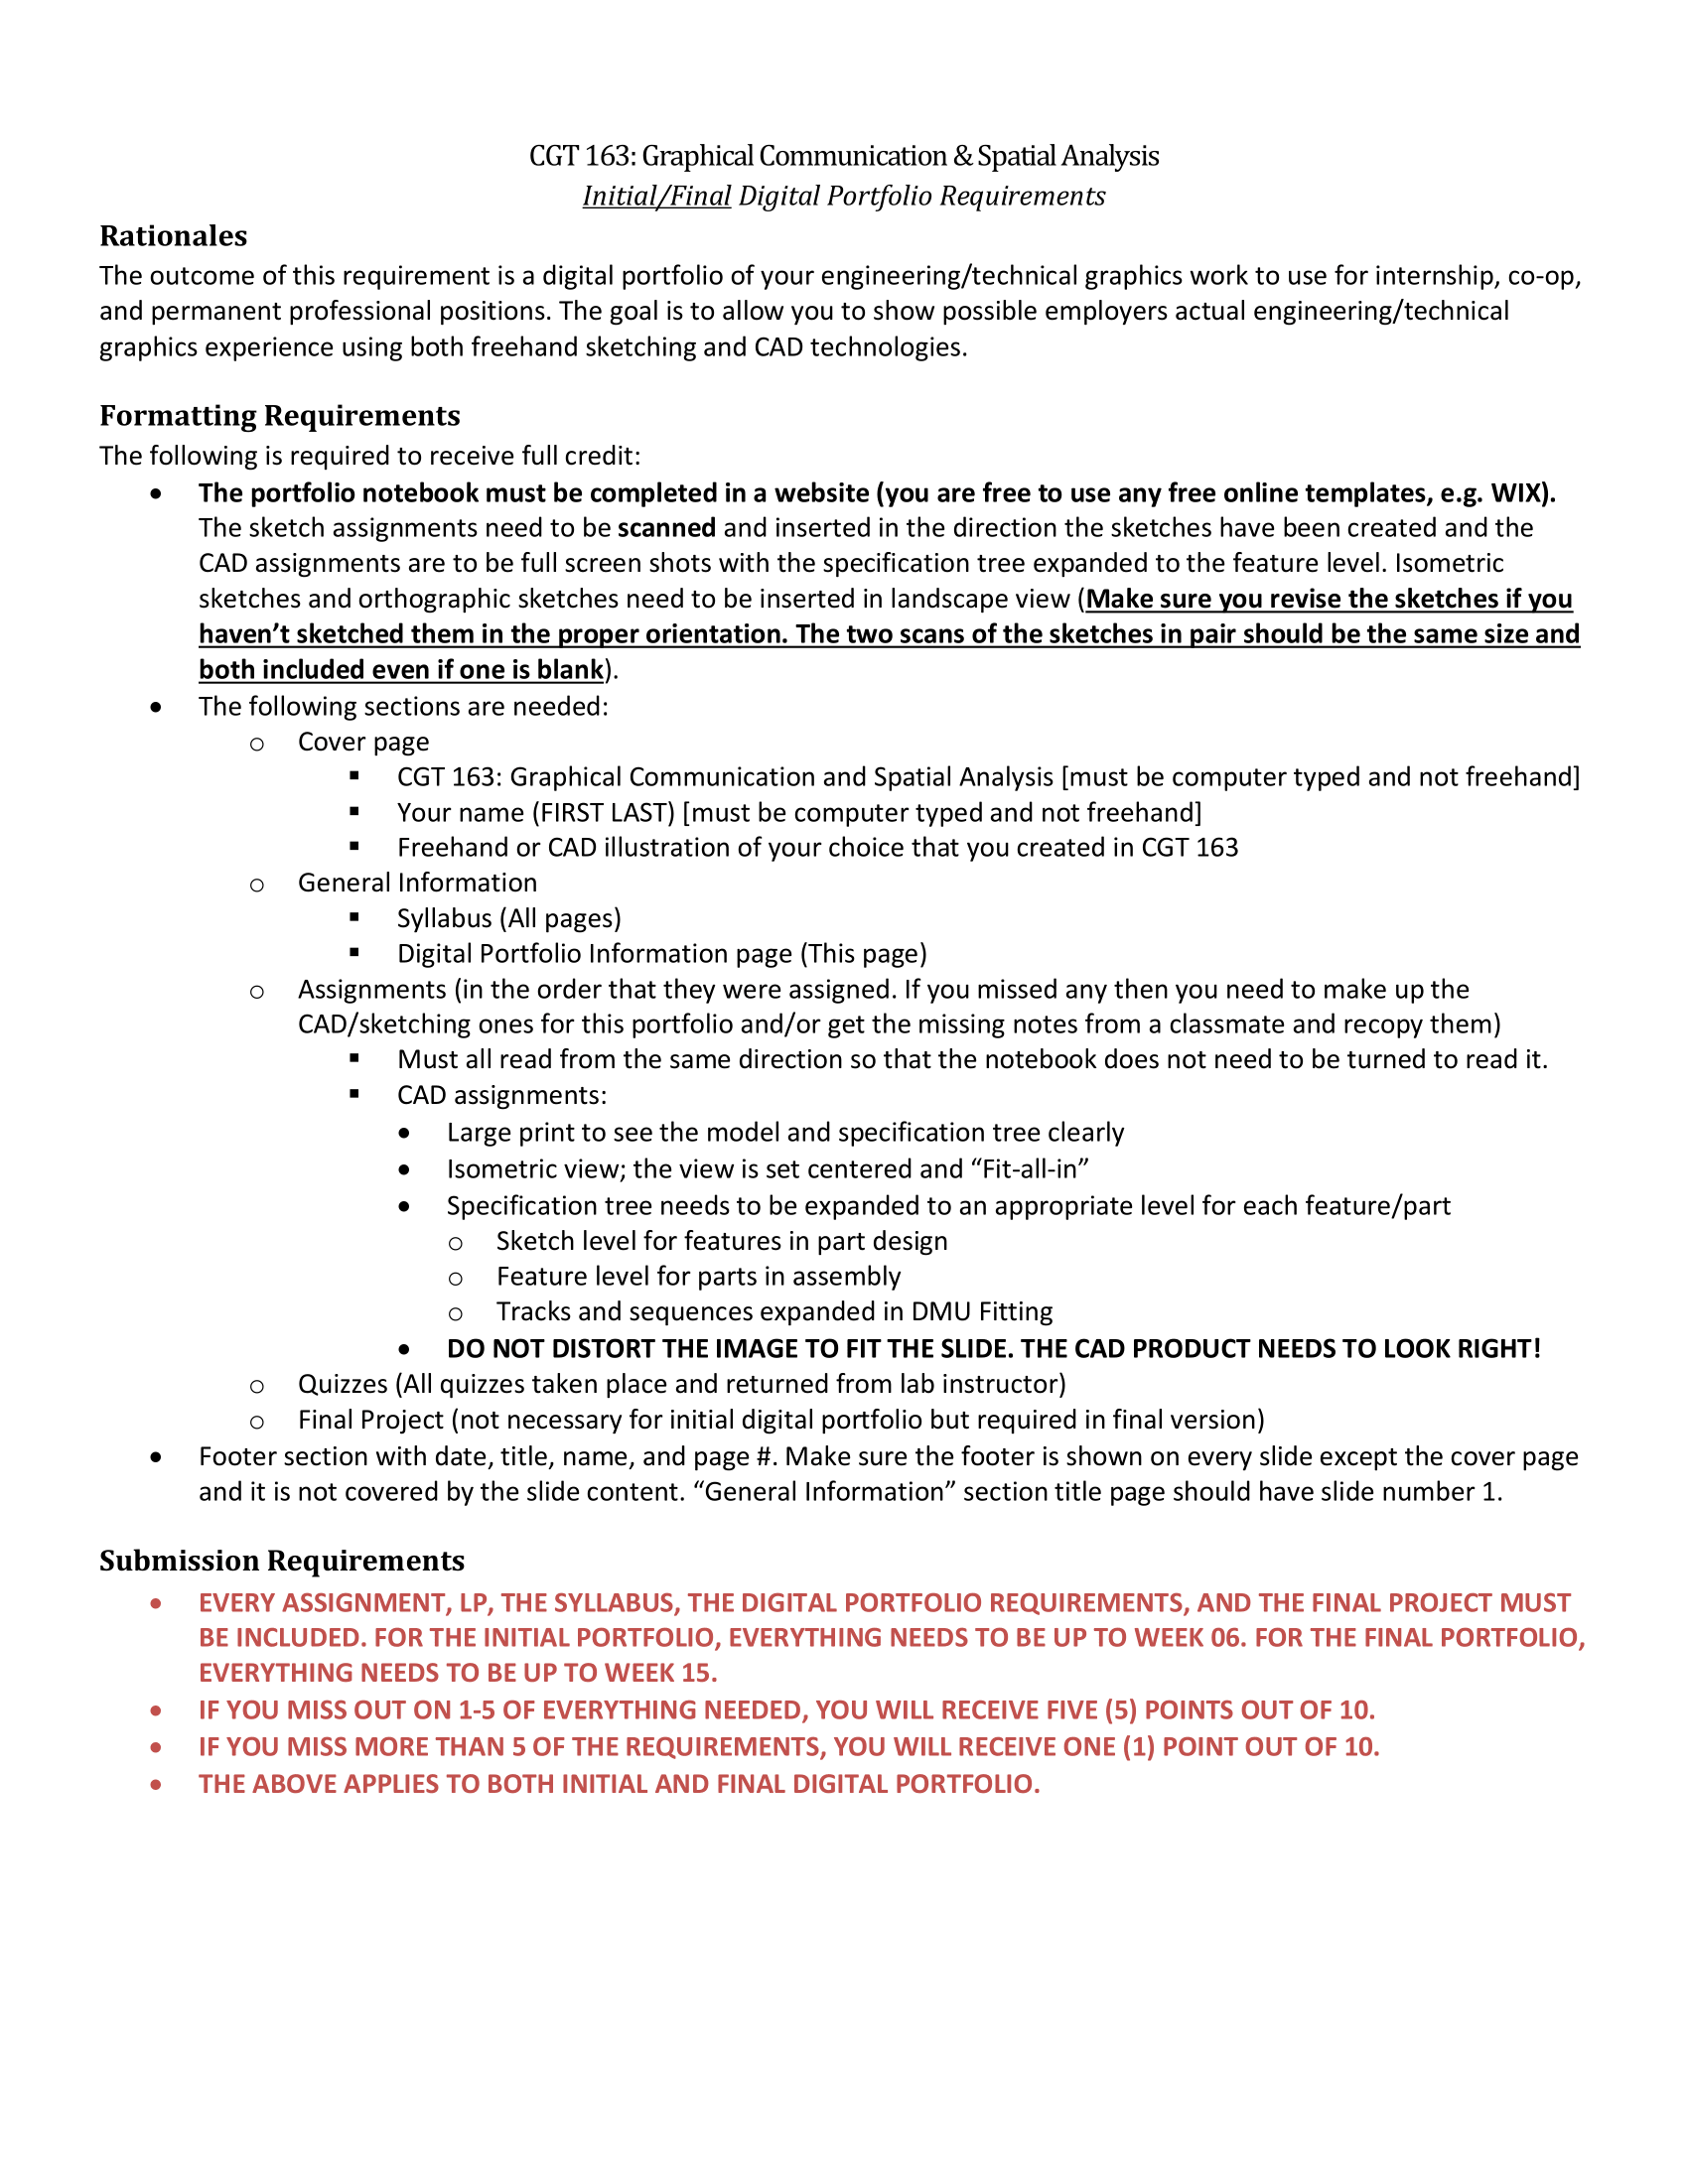 CGT 163: Graphical Communication & Spatial Analysis
Initial/Final Digital Portfolio Requirements
Rationales
The outcome of this requirement is a digital portfolio of your engineering/technical graphics work to use for internship, co-op,
and permanent professional positions. The goal is to allow you to show possible employers actual engineering/technical
graphics experience using both freehand sketching and CAD technologies.
Formatting Requirements
The following is required to receive full credit:
• The portfolio notebook must be completed in a website (you are free to use any free online templates, e.g. WIX).
The sketch assignments need to be scanned and inserted in the direction the sketches have been created and the
CAD assignments are to be full screen shots with the specification tree expanded to the feature level. Isometric
sketches and orthographic sketches need to be inserted in landscape view (Make sure you revise the sketches if you
haven’t sketched them in the proper orientation. The two scans of the sketches in pair should be the same size and
both included even if one is blank).
• The following sections are needed:
o Cover page
▪ CGT 163: Graphical Communication and Spatial Analysis [must be computer typed and not freehand]
▪ Your name (FIRST LAST) [must be computer typed and not freehand]
▪ Freehand or CAD illustration of your choice that you created in CGT 163
o General Information
▪ Syllabus (All pages)
▪ Digital Portfolio Information page (This page)
o Assignments (in the order that they were assigned. If you missed any then you need to make up the
CAD/sketching ones for this portfolio and/or get the missing notes from a classmate and recopy them)
▪ Must all read from the same direction so that the notebook does not need to be turned to read it.
▪ CAD assignments:
• Large print to see the model and specification tree clearly
• Isometric view; the view is set centered and “Fit-all-in”
• Specification tree needs to be expanded to an appropriate level for each feature/part
o Sketch level for features in part design
o Feature level for parts in assembly
o Tracks and sequences expanded in DMU Fitting
• DO NOT DISTORT THE IMAGE TO FIT THE SLIDE. THE CAD PRODUCT NEEDS TO LOOK RIGHT!
o Quizzes (All quizzes taken place and returned from lab instructor)
o Final Project (not necessary for initial digital portfolio but required in final version)
• Footer section with date, title, name, and page #. Make sure the footer is shown on every slide except the cover page
and it is not covered by the slide content. “General Information” section title page should have slide number 1.
Submission Requirements
• EVERY ASSIGNMENT, LP, THE SYLLABUS, THE DIGITAL PORTFOLIO REQUIREMENTS, AND THE FINAL PROJECT MUST
BE INCLUDED. FOR THE INITIAL PORTFOLIO, EVERYTHING NEEDS TO BE UP TO WEEK 06. FOR THE FINAL PORTFOLIO,
EVERYTHING NEEDS TO BE UP TO WEEK 15.
• IF YOU MISS OUT ON 1-5 OF EVERYTHING NEEDED, YOU WILL RECEIVE FIVE (5) POINTS OUT OF 10.
• IF YOU MISS MORE THAN 5 OF THE REQUIREMENTS, YOU WILL RECEIVE ONE (1) POINT OUT OF 10.
• THE ABOVE APPLIES TO BOTH INITIAL AND FINAL DIGITAL PORTFOLIO.